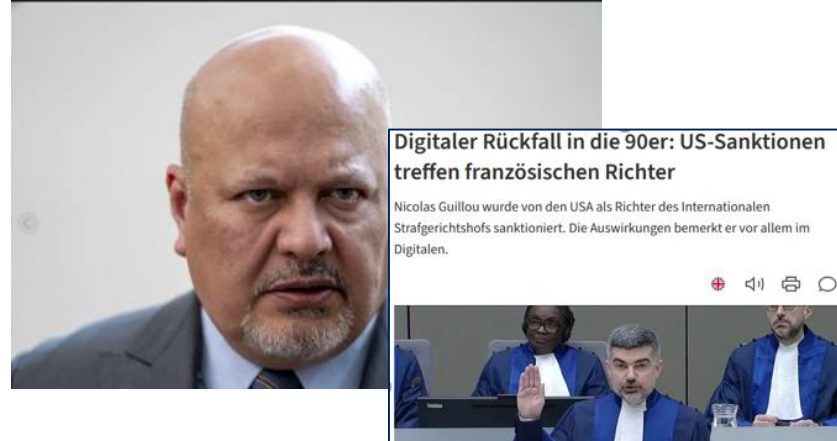 Digitaler Rückfall in die 90er: US-Sanktionen
treffen französischen Richter
Nicolas Guillou wurde von den USA als Richter des Internationalen
Strafgerichtshofs sanktioniert. Die Auswirkungen bemerkt er vor allem im
Digitalen.